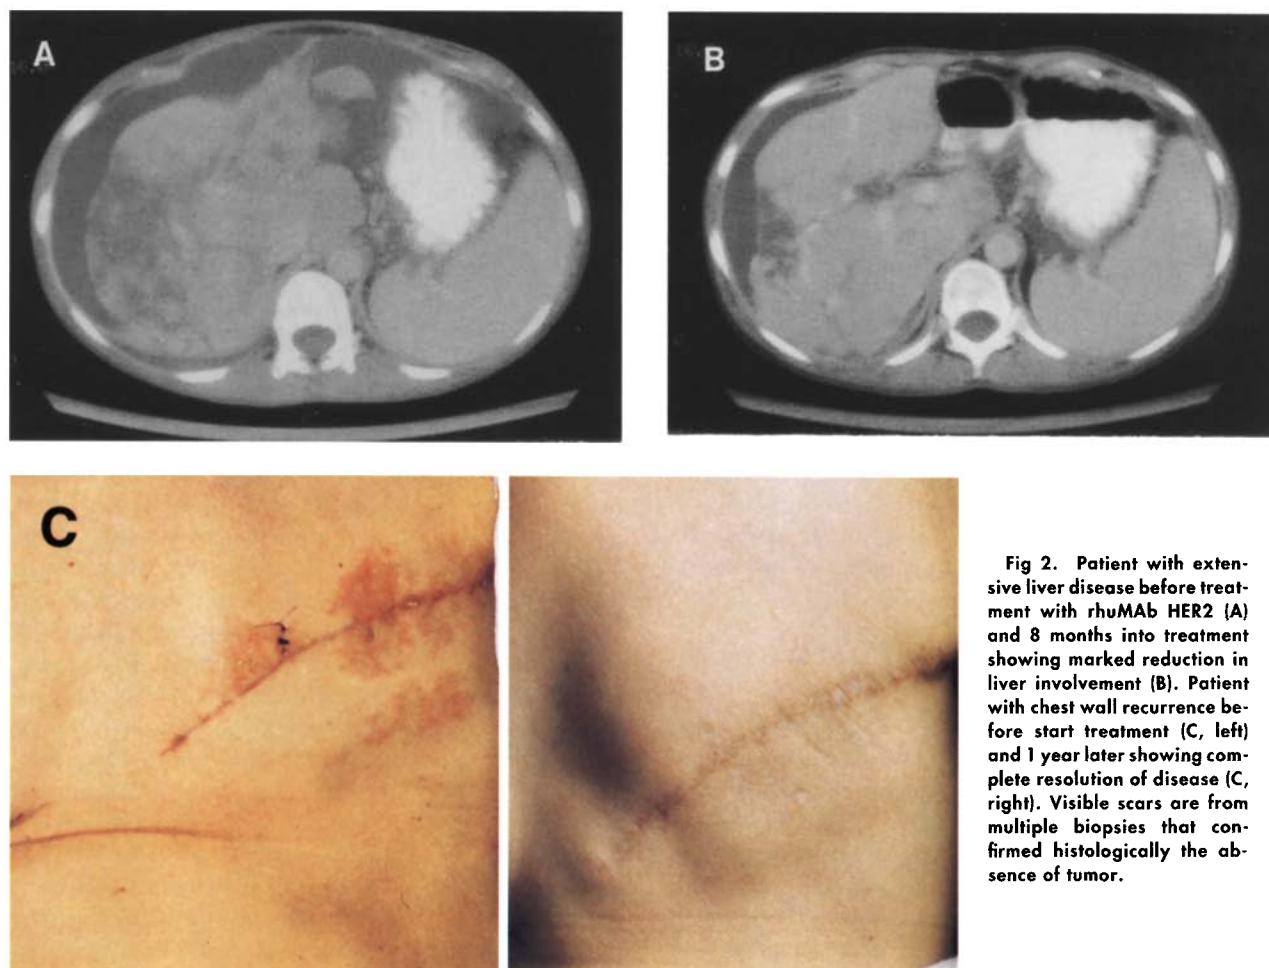 A
B
C
Fig 2. Patient with exten-
sive liver disease before treat-
ment with rhuMAb HER2 (A)
and 8 months into treatment
showing marked reduction in
liver involvement (B). Patient
with chest wall recurrence be-
fore start treatment (C, left)
and 1 year later showing com-
plete resolution of disease (C,
right). Visible scars are from
multiple biopsies that con-
firmed histologically the ab-
sence of tumor.